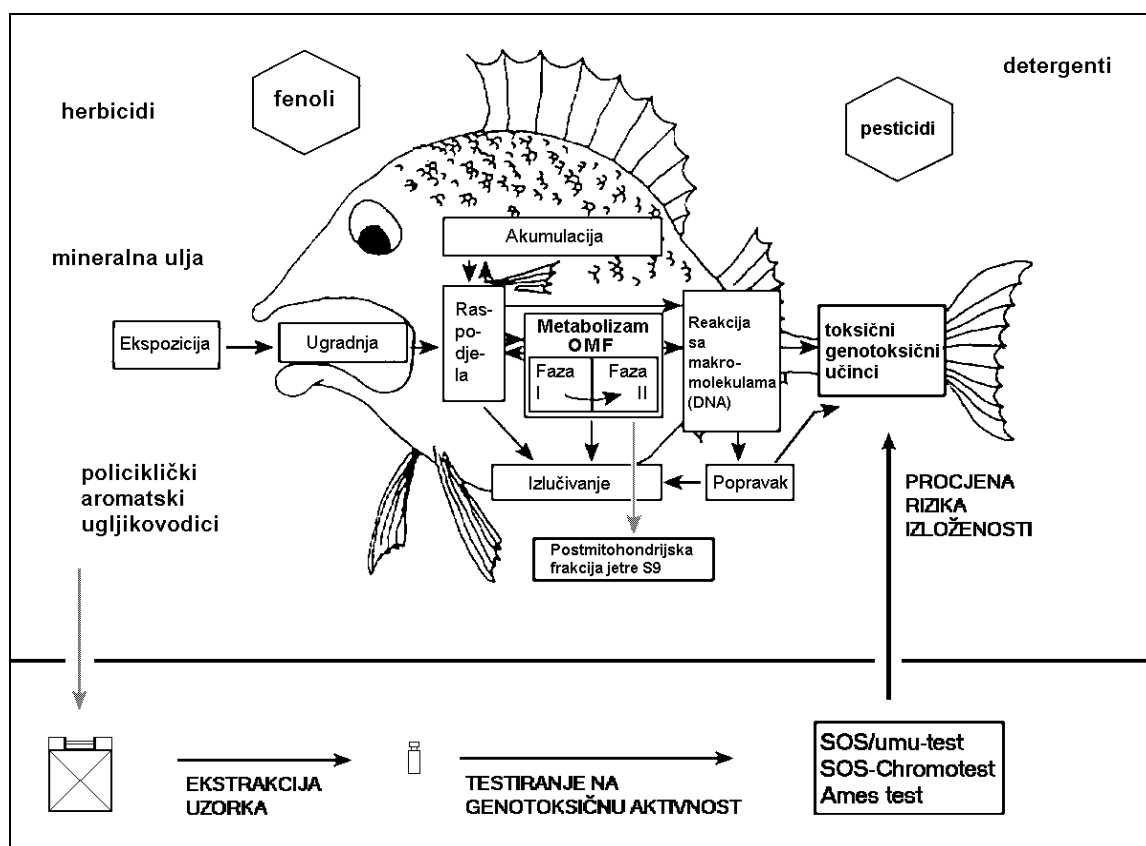 detergenti
herbicidi
fenoli
pesticidi
mineralna ulja
Akumulacija
Ekspozicija
Ugradnja
Ras-
po-
dje-
la
Metabolizam
OMF
Faza
I
Faza
II
Reakcija
sa
makro-
molekulama
(DNA)
toksični
genotoksični
učinci
policiklički
aromatski
ugljikovodici
Izlučivanje
Popravak
PROCJENA
RIZIKA
IZLOŽENOSTI
Postmitohondrijska
frakcija jetre S9
EKSTRAKCIJA
UZORKA
TESTIRANJE NA
GENOTOKSIČNU AKTIVNOST
SOS/umu-test
SOS-Chromotest
Ames test